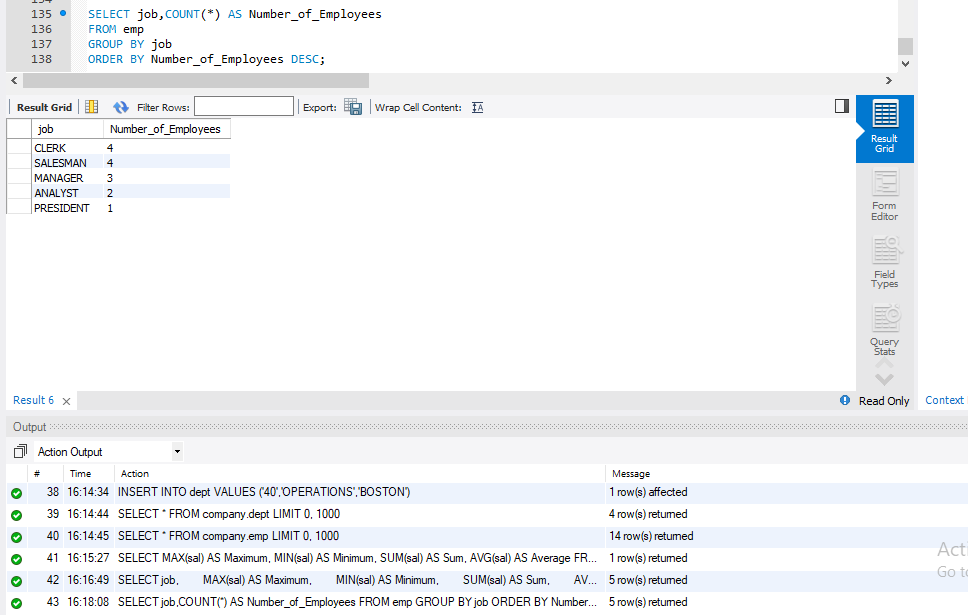 134
135 SELECT job,COUNT(*) AS Number_of_Employees
136 FROM emp
137 GROUP BY job
138 ORDER BY Number_of_Employees DESC;
Result Grid Filter Rows: Export: Wrap Cell Content:
job Number_of_Employees
CLERK 4
SALESMAN 4
MANAGER 3
ANALYST 2
PRESIDENT 1
Result
Grid
Form
Editor
Field
Types
Query
Stats
Result 6 Read Only Context
Output
Action Output
# Time Action Message
38 16:14:34 INSERT INTO dept VALUES ('40','OPERATIONS','BOSTON') 1 row(s) affected
39 16:14:44 SELECT * FROM company.dept LIMIT 0, 1000 4 row(s) returned
40 16:14:45 SELECT * FROM company.emp LIMIT 0, 1000 14 row(s) returned
41 16:15:27 SELECT MAX(sal) AS Maximum, MIN(sal) AS Minimum, SUM(sal) AS Sum, AVG(sal) AS Average FR... 1 row(s) returned
42 16:16:49 SELECT job, MAX(sal) AS Maximum, MIN(sal) AS Minimum, SUM(sal) AS Sum, AV... 5 row(s) returned
43 16:18:08 SELECT job,COUNT(*) AS Number_of_Employees FROM emp GROUP BY job ORDER BY Number... 5 row(s) returned
Acti
Go to